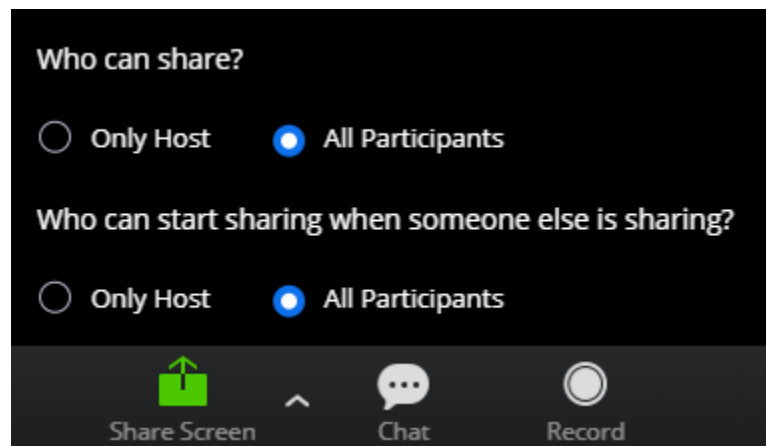 Who can share?
Only Host All Participants
Who can start sharing when someone else is sharing?
Only Host All Participants
Share Screen Chat Record